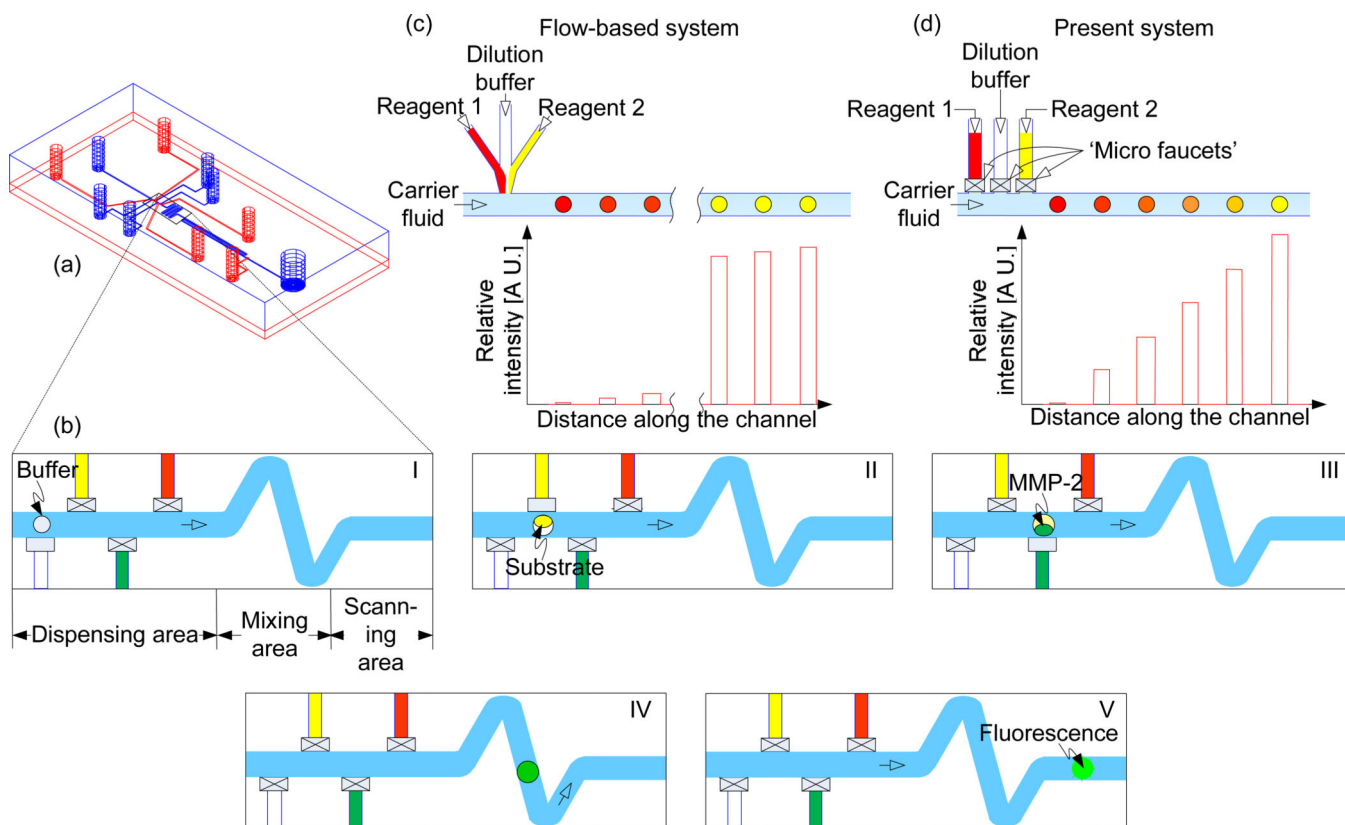 (a)
(c)
Flow-based system
Dilution
buffer
Reagent 1
Reagent 2
Carrier
fluid
Relative
intensity [A U.]
Distance along the channel
(d)
Present system
Dilution
buffer
Reagent 1
Reagent 2
'Micro faucets'
Carrier
fluid
Relative
intensity [A U.]
Distance along the channel
(b)
I
Buffer
Dispensing area
Mixing
area
Scann-
ing
area
II
Substrate
III
MMP-2
IV
V
Fluorescence